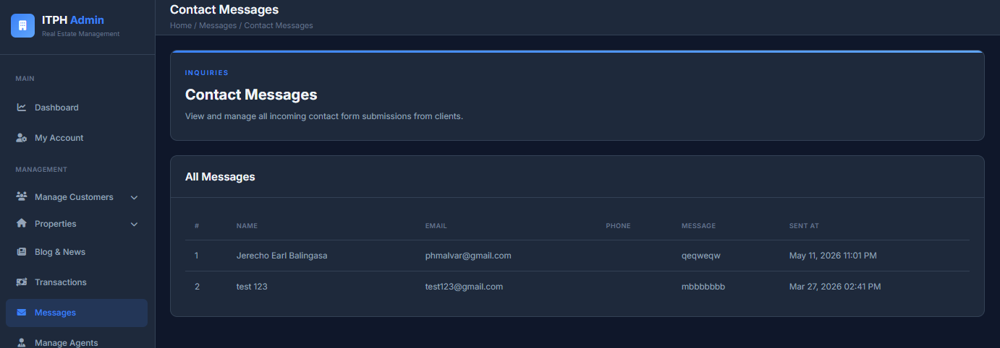 ITPH Admin
Real Estate Management
MAIN
Dashboard
My Account
MANAGEMENT
Manage Customers
Properties
Blog & News
Transactions
Messages
Manage Agents
Contact Messages
Home / Messages / Contact Messages
INQUIRIES
Contact Messages
View and manage all incoming contact form submissions from clients.
All Messages
# NAME EMAIL PHONE MESSAGE SENT AT
1 Jerecho Earl Balingasa phmalvar@gmail.com qeqweqw May 11, 2026 11:01 PM
2 test 123 test123@gmail.com mbbbbbbb Mar 27, 2026 02:41 PM